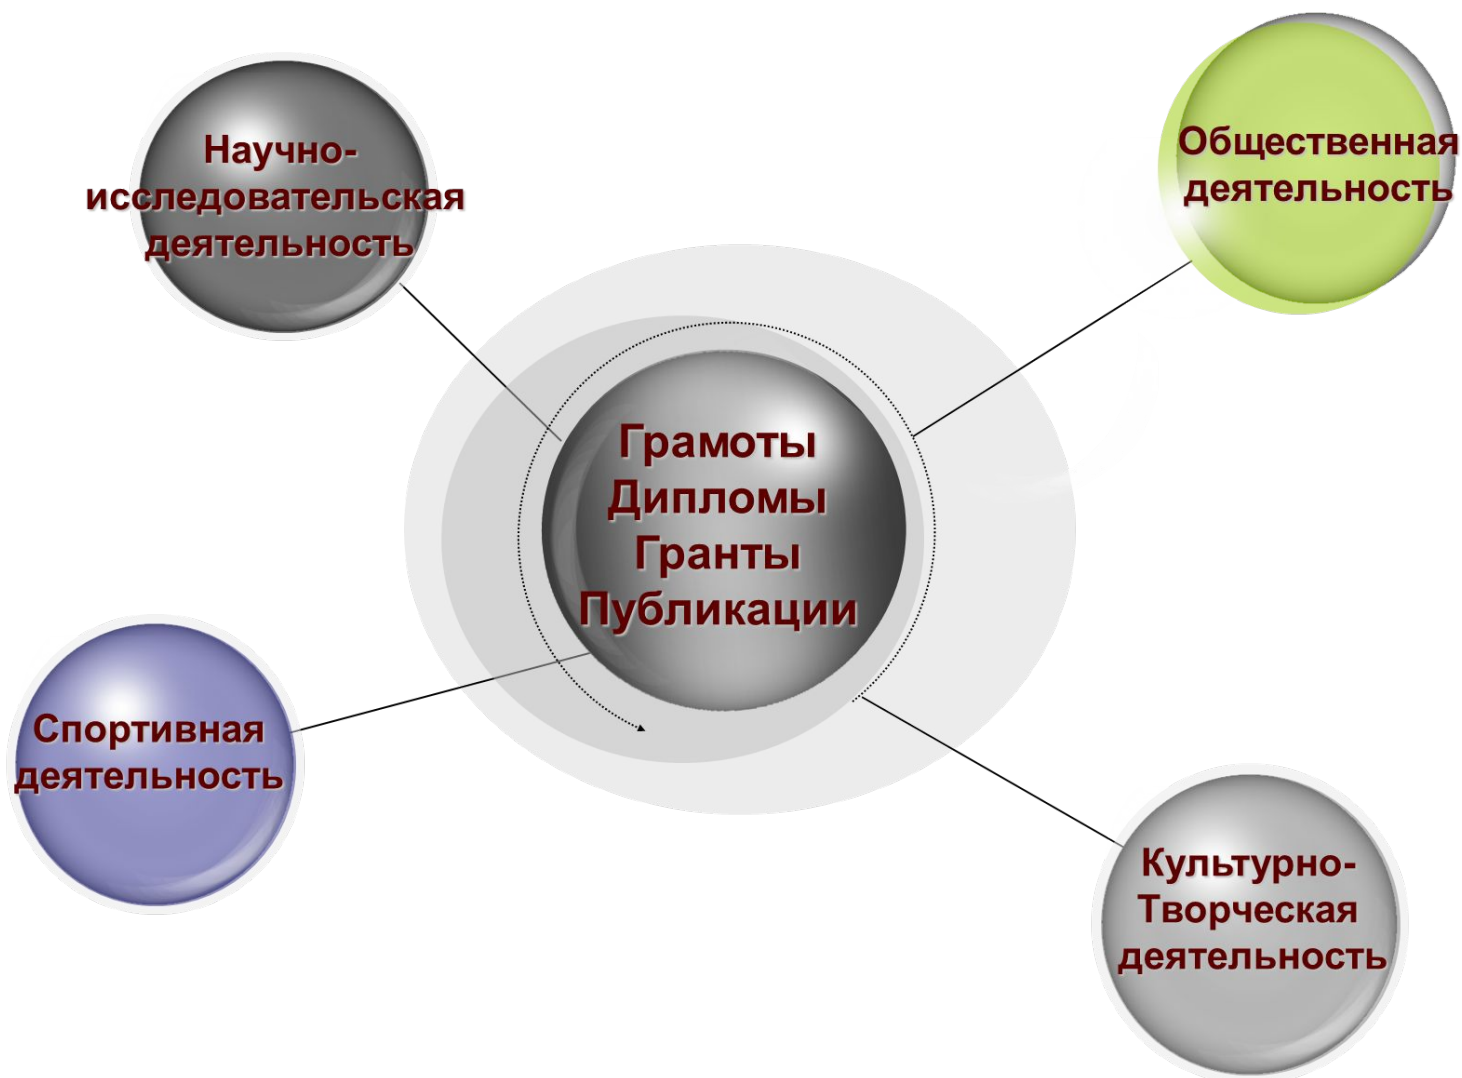 Научно-
исследовательская
деятельность
Общественная
деятельность
Грамоты
Дипломы
Гранты
Публикации
Спортивная
деятельность
Культурно-
Творческая
деятельность